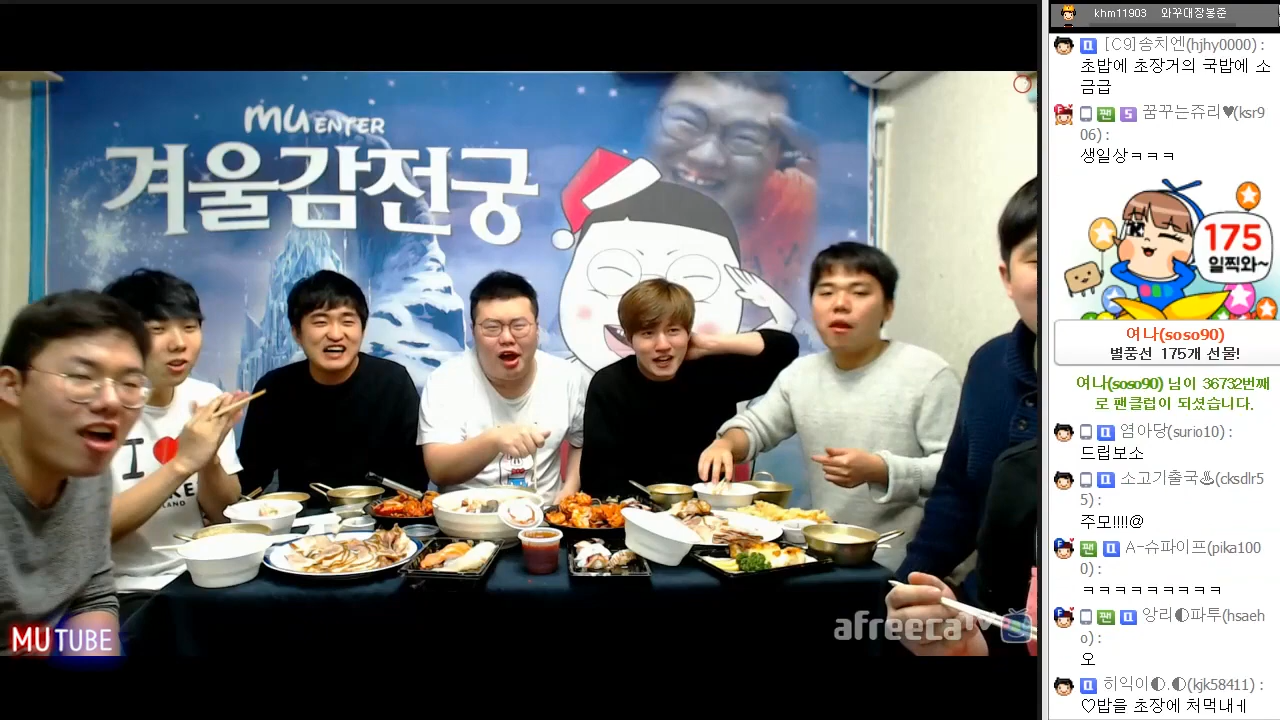 khm11903 와꾸대장봉준
MU ENTER
겨울감전궁
MUTUBE
afreecaTV
[C9]송치엔(hjhy0000) :
초밥에 초장거의 국밥에 소
금급
팬 S 꿈꾸는쥬리♥(ksr9
06) :
생일상ㅋㅋㅋ
175
일찍와~
여나(soso90)
별풍선 175개 선물!
여나(soso90) 님이 36732번째
로 팬클럽이 되셨습니다.
염아당(surio10) :
드립보소
소고기출국♨(cksdlr5
5) :
주모!!!!@
팬 A-슈파이프(pika100
0) :
ㅋㅋㅋㅋㅋㅋㅋㅋㅋ
팬 앙리◐파투(hsaeh
o) :
오
히익이◐.◐(kjk58411) :
♡밥을 초장에 처먹내ㅔ